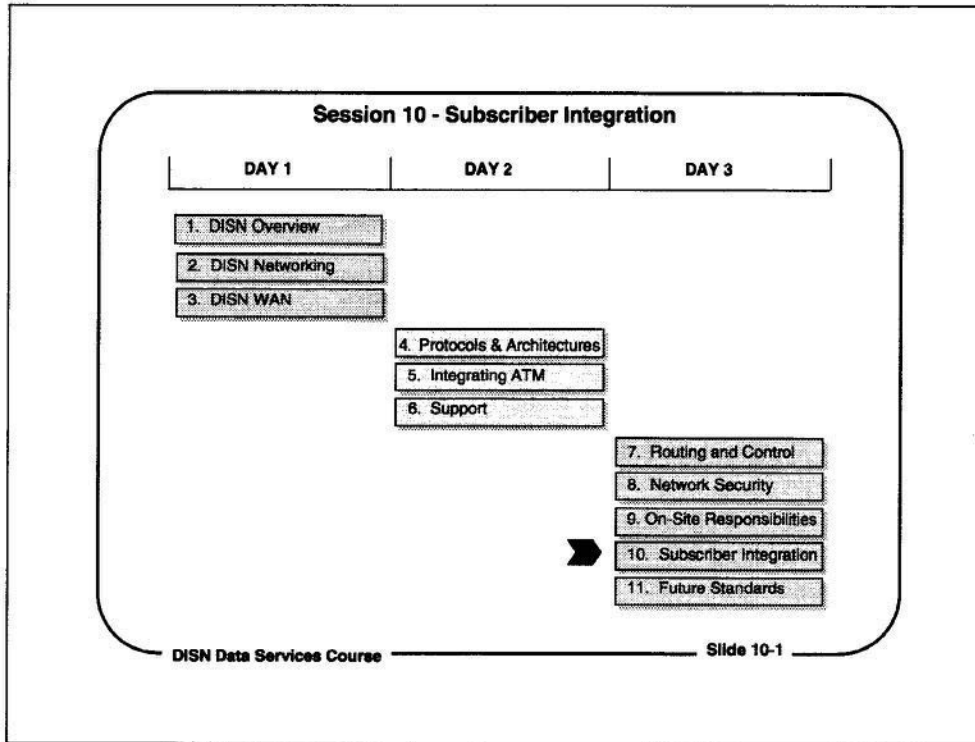 Session 10 - Subscriber Integration
DAY 1 DAY 2 DAY 3
1. DISN Overview
2. DISN Networking
3. DISN WAN
4. Protocols & Architectures
5. Integrating ATM
6. Support
7. Routing and Control
8. Network Security
9. On-Site Responsibilities
10. Subscriber Integration
11. Future Standards
DISN Data Services Course Slide 10-1